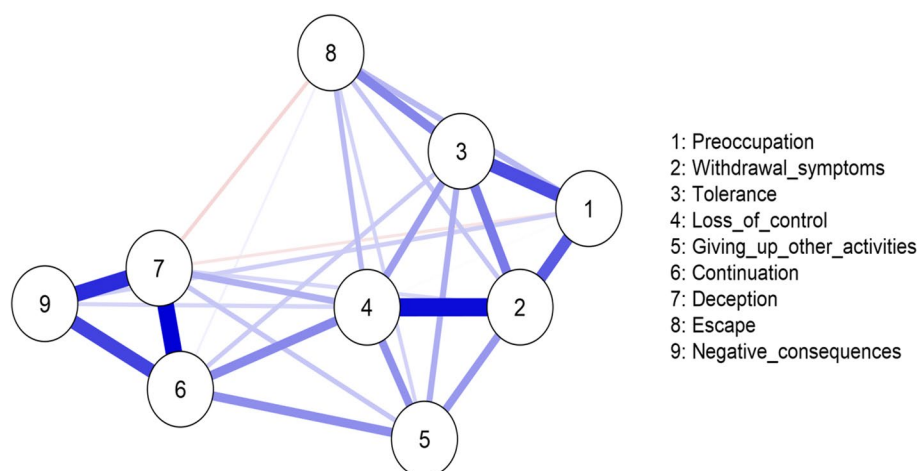 8
3
1
7
9
4
2
6
5
1: Preoccupation
2: Withdrawal_symptoms
3: Tolerance
4: Loss_of_control
5: Giving_up_other_activities
6: Continuation
7: Deception
8: Escape
9: Negative_consequences